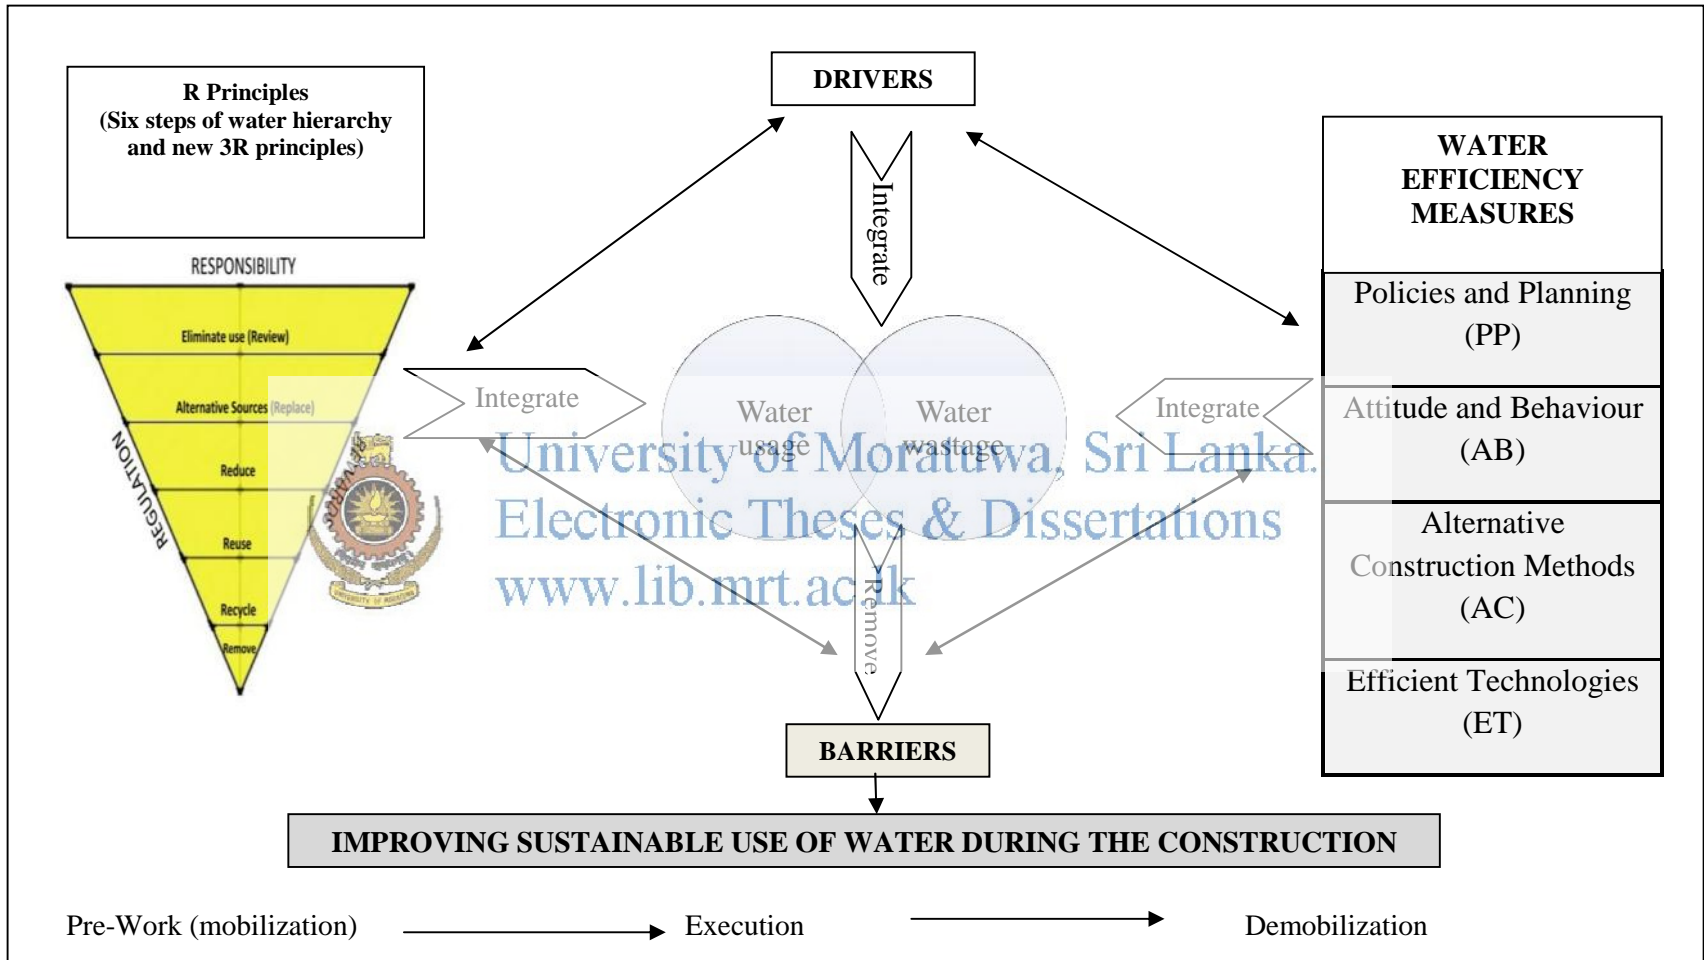 R Principles
(Six steps of water hierarchy
and new 3R principles)
RESPONSIBILITY
Eliminate use (Review)
Alternative Sources (Replace)
Reduce
Reuse
Recycle
Remove
REGULATION
DRIVERS
Integrate
Integrate
Water
usage
Water
wastage
Integrate
Remove
BARRIERS
WATER
EFFICIENCY
MEASURES
Policies and Planning
(PP)
Attitude and Behaviour
(AB)
Alternative
Construction Methods
(AC)
Efficient Technologies
(ET)
University of Moratuwa, Sri Lanka.
Electronic Theses & Dissertations
www.lib.mrt.ac.lk
UNIVERSITY OF MORATUWA
IMPROVING SUSTAINABLE USE OF WATER DURING THE CONSTRUCTION
Pre-Work (mobilization) Execution Demobilization